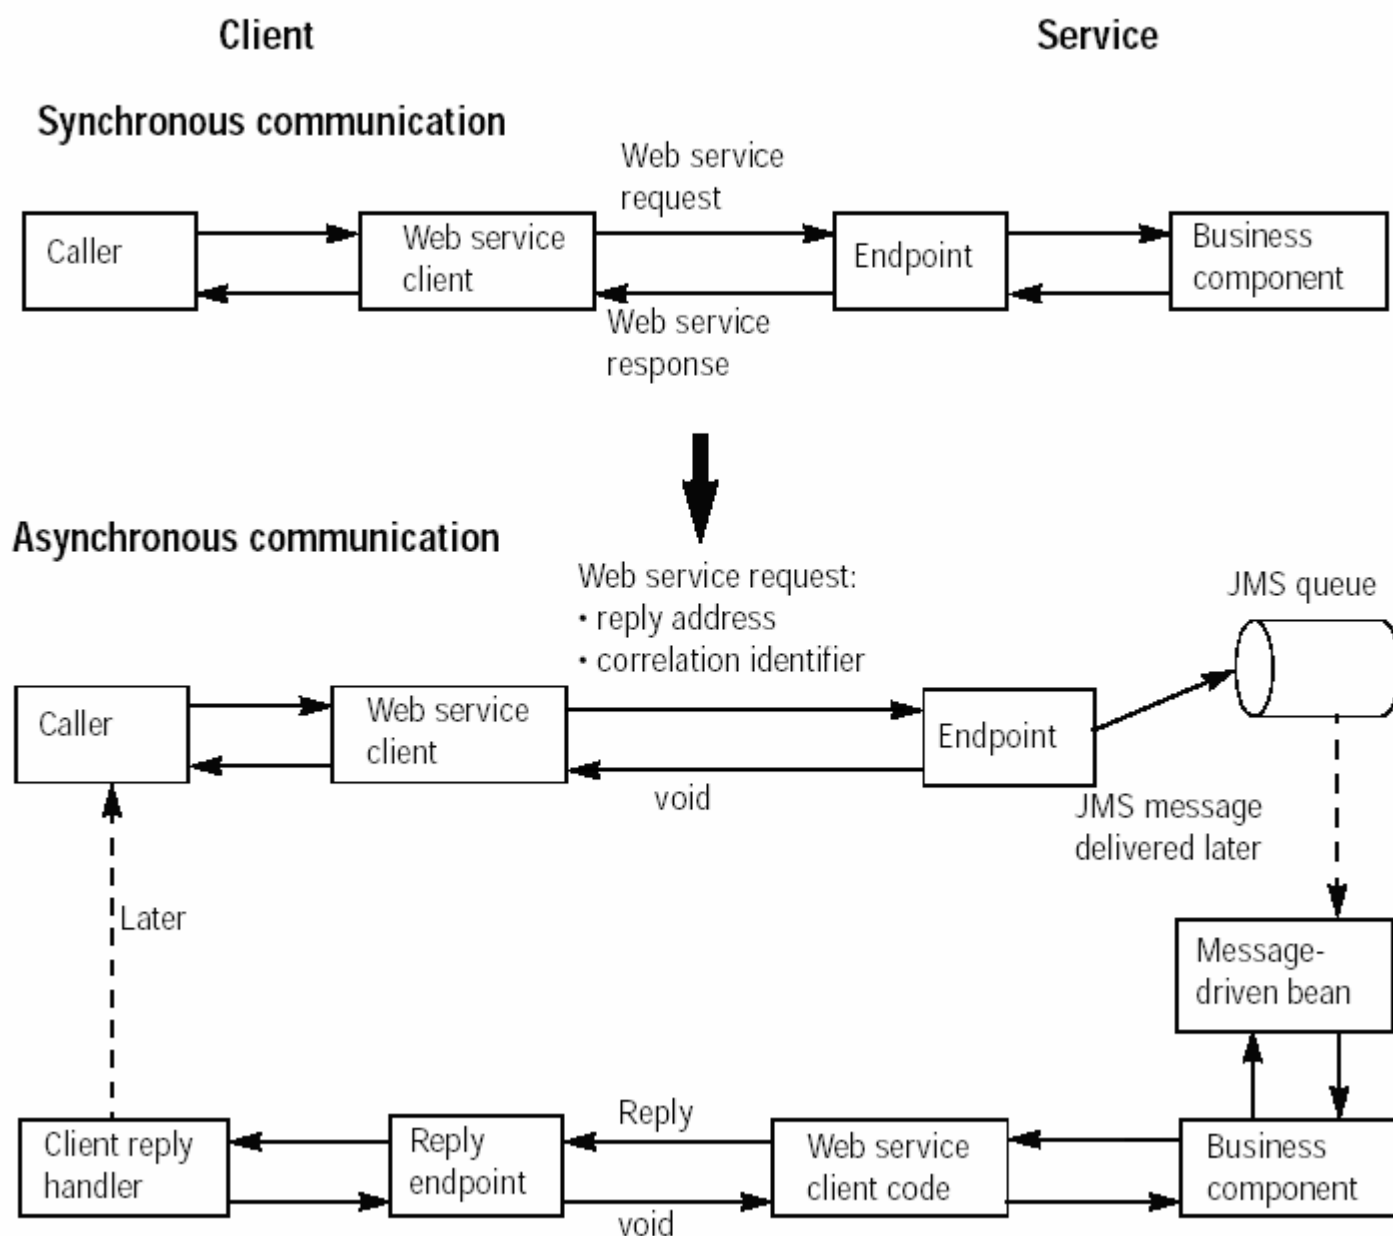 Client
Service
Synchronous communication
Web service
request
Caller
Web service
client
Endpoint
Business
component
Web service
response
Asynchronous communication
Web service request:
• reply address
• correlation identifier
JMS queue
Caller
Web service
client
Endpoint
void
JMS message
delivered later
Later
Message-
driven bean
Client reply
handler
Reply
endpoint
Reply
Web service
client code
Business
component
void